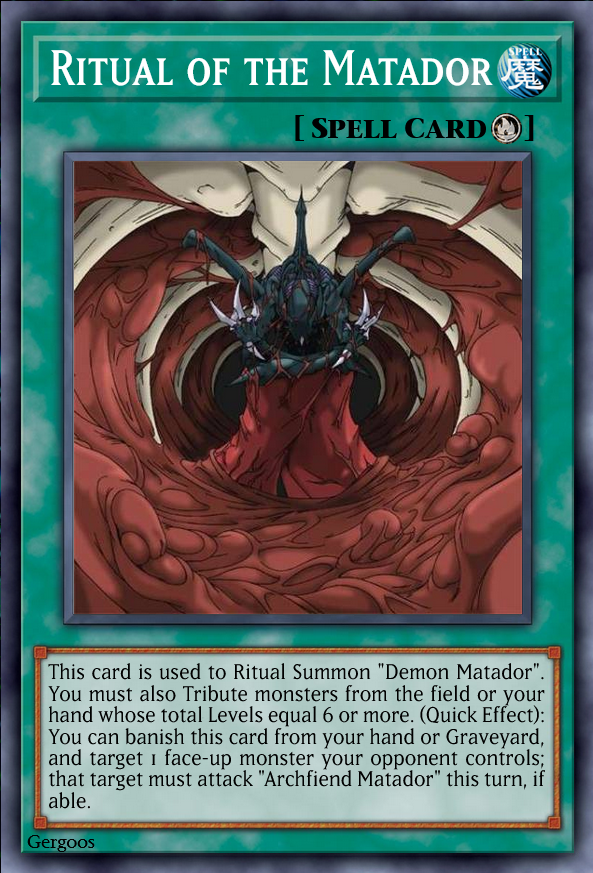 RITUAL OF THE MATADOR
SPELL
魔
[ SPELL CARD ]
This card is used to Ritual Summon "Demon Matador".
You must also Tribute monsters from the field or your
hand whose total Levels equal 6 or more. (Quick Effect):
You can banish this card from your hand or Graveyard,
and target 1 face-up monster your opponent controls;
that target must attack "Archfiend Matador" this turn, if
able.
Gergoos